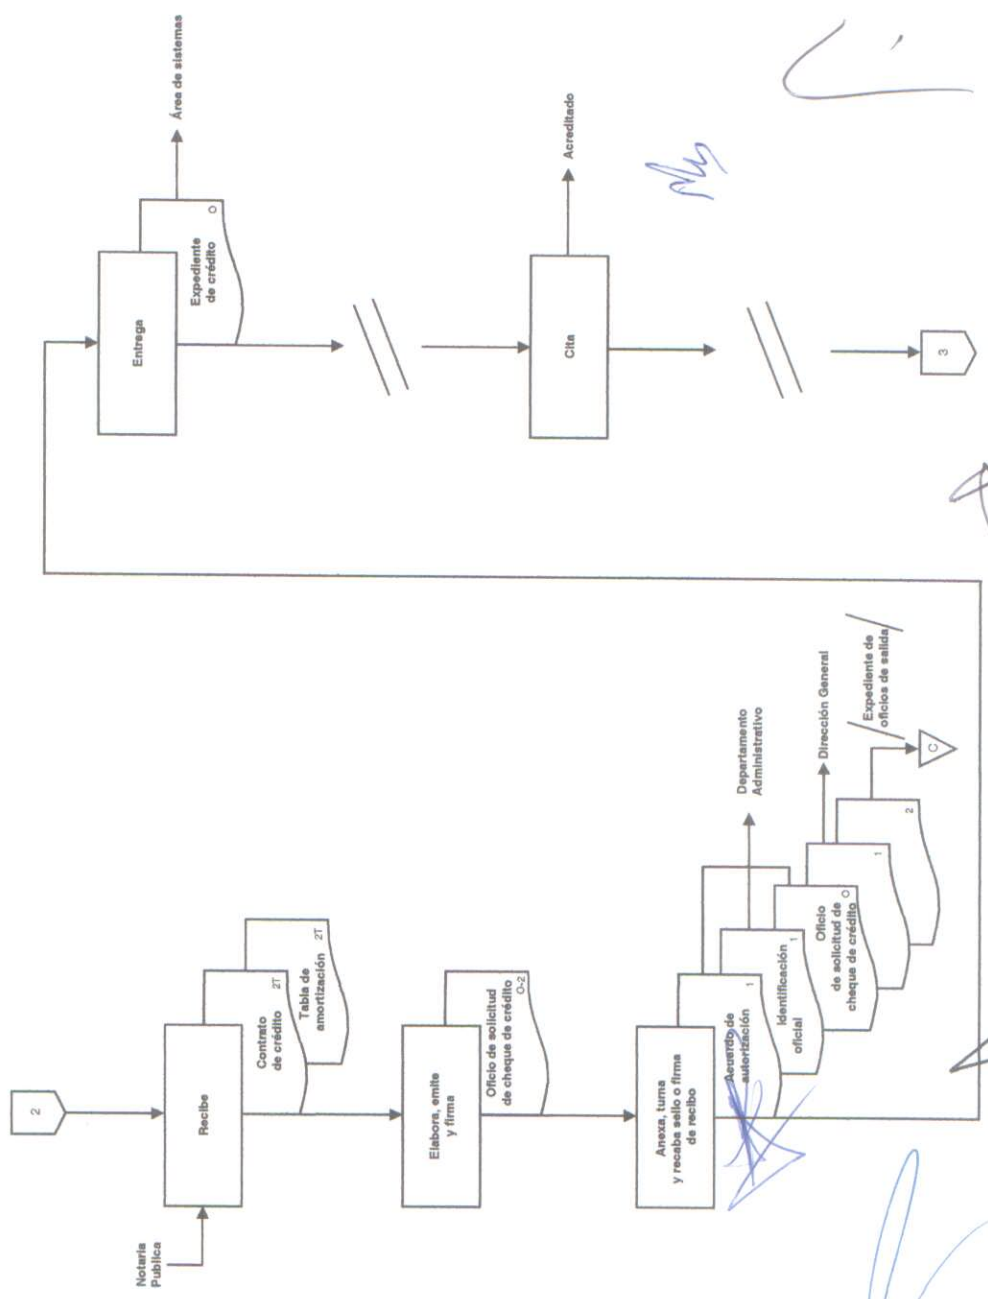 2
Notaria
Publica
Recibe
Contrato
de crédito
2T
Tabla de
amortización
2T
Elabora, emite
y firma
Oficio de solicitud
de cheque de crédito
O-2
Anexa, turna
y recaba sello o firma
de recibo
Acuerdo de
autorización
1
Identificación
oficial
1
Oficio
de solicitud de
cheque de crédito
O
1
2
Departamento
Administrativo
Dirección General
Expediente de
oficios de salida
C
Entrega
Expediente
de crédito
O
Área de sistemas
Cita
Acreditado
3